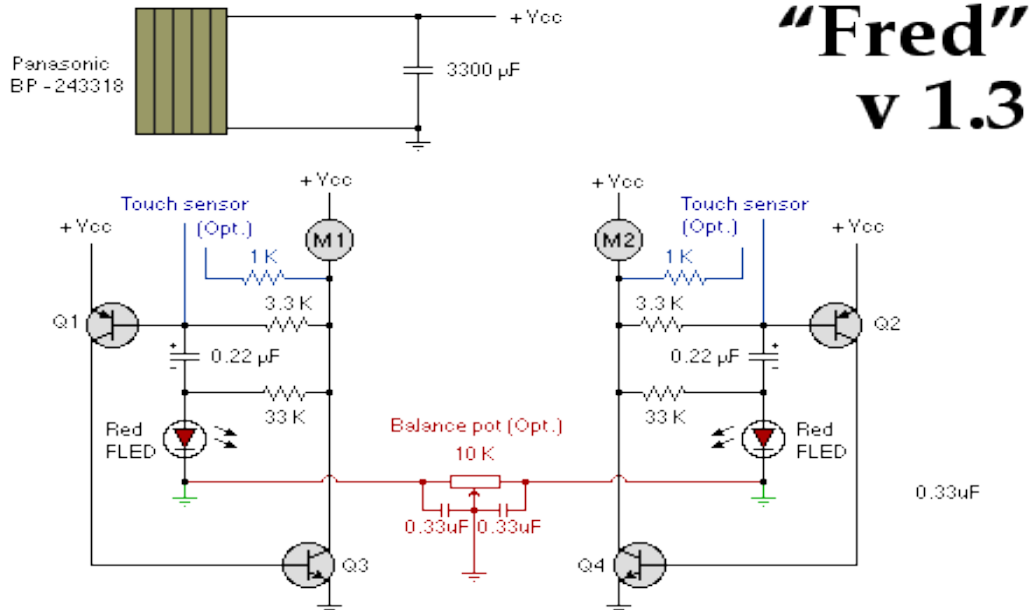 “Fred”
v 1.3
+ Vcc
Panasonic
BP - 243318
3300 µF
+ Vcc
+ Vcc
Touch sensor
(Opt.)
Touch sensor
(Opt.)
+ Vcc
+ Vcc
M1
M2
1 K
1 K
3.3 K
3.3 K
Q1
Q2
+
-
0.22 µF
0.22 µF
+
-
33 K
33 K
Red
FLED
Balance pot (Opt.)
10 K
Red
FLED
0.33uF
0.33uF
0.33uF
Q3
Q4